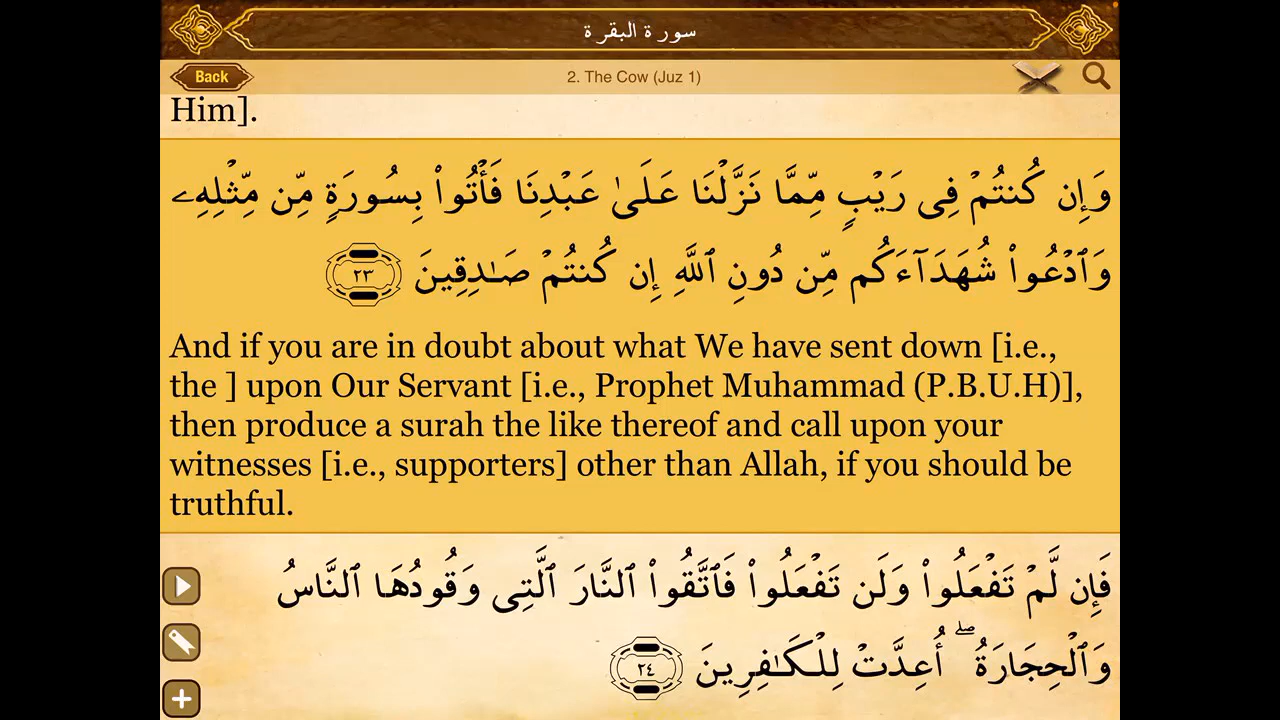 سورة البقرة
Back
2. The Cow (Juz 1)
Him].
وَإِن كُنتُمْ فِى رَيْبٍ مِّمَّا نَزَّلْنَا عَلَىٰ عَبْدِنَا فَأْتُوا۟ بِسُورَةٍ مِّن مِّثْلِهِۦ
وَٱدْعُوا۟ شُهَدَآءَكُم مِّن دُونِ ٱللَّهِ إِن كُنتُمْ صَـٰدِقِينَ ٢٣
And if you are in doubt about what We have sent down [i.e.,
the ] upon Our Servant [i.e., Prophet Muhammad (P.B.U.H)],
then produce a surah the like thereof and call upon your
witnesses [i.e., supporters] other than Allah, if you should be
truthful.
فَإِن لَّمْ تَفْعَلُوا۟ وَلَن تَفْعَلُوا۟ فَٱتَّقُوا۟ ٱلنَّارَ ٱلَّتِى وَقُودُهَا ٱلنَّاسُ
وَٱلْحِجَارَةُ ۖ أُعِدَّتْ لِلْكَـٰفِرِينَ ٢٤